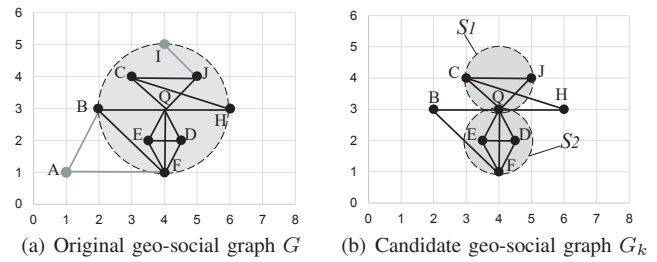 6
5
4
3
2
1
0
0 1 2 3 4 5 6 7 8
I
C
J
Q
B
H
E
D
F
A
(a) Original geo-social graph G
6
5
4
3
2
1
0
0 1 2 3 4 5 6 7 8
S1
C
J
B
Q
H
E
D
S2
F
(b) Candidate geo-social graph Gk